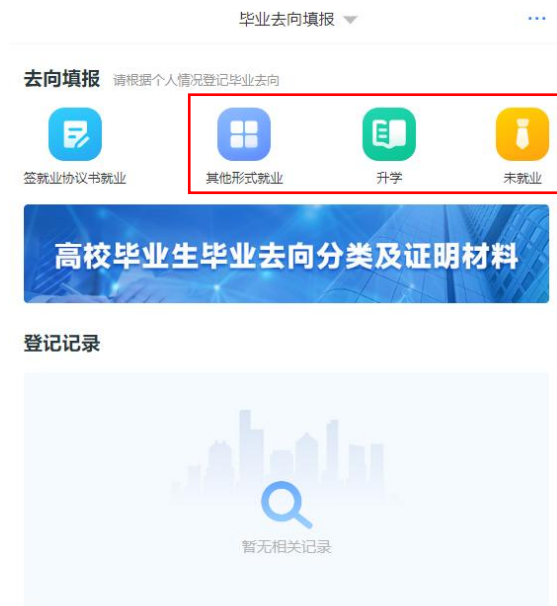 毕业去向填报
去向填报 请根据个人情况登记毕业去向
签就业协议书就业 其他形式就业 升学 未就业
高校毕业生毕业去向分类及证明材料
登记记录
暂无相关记录